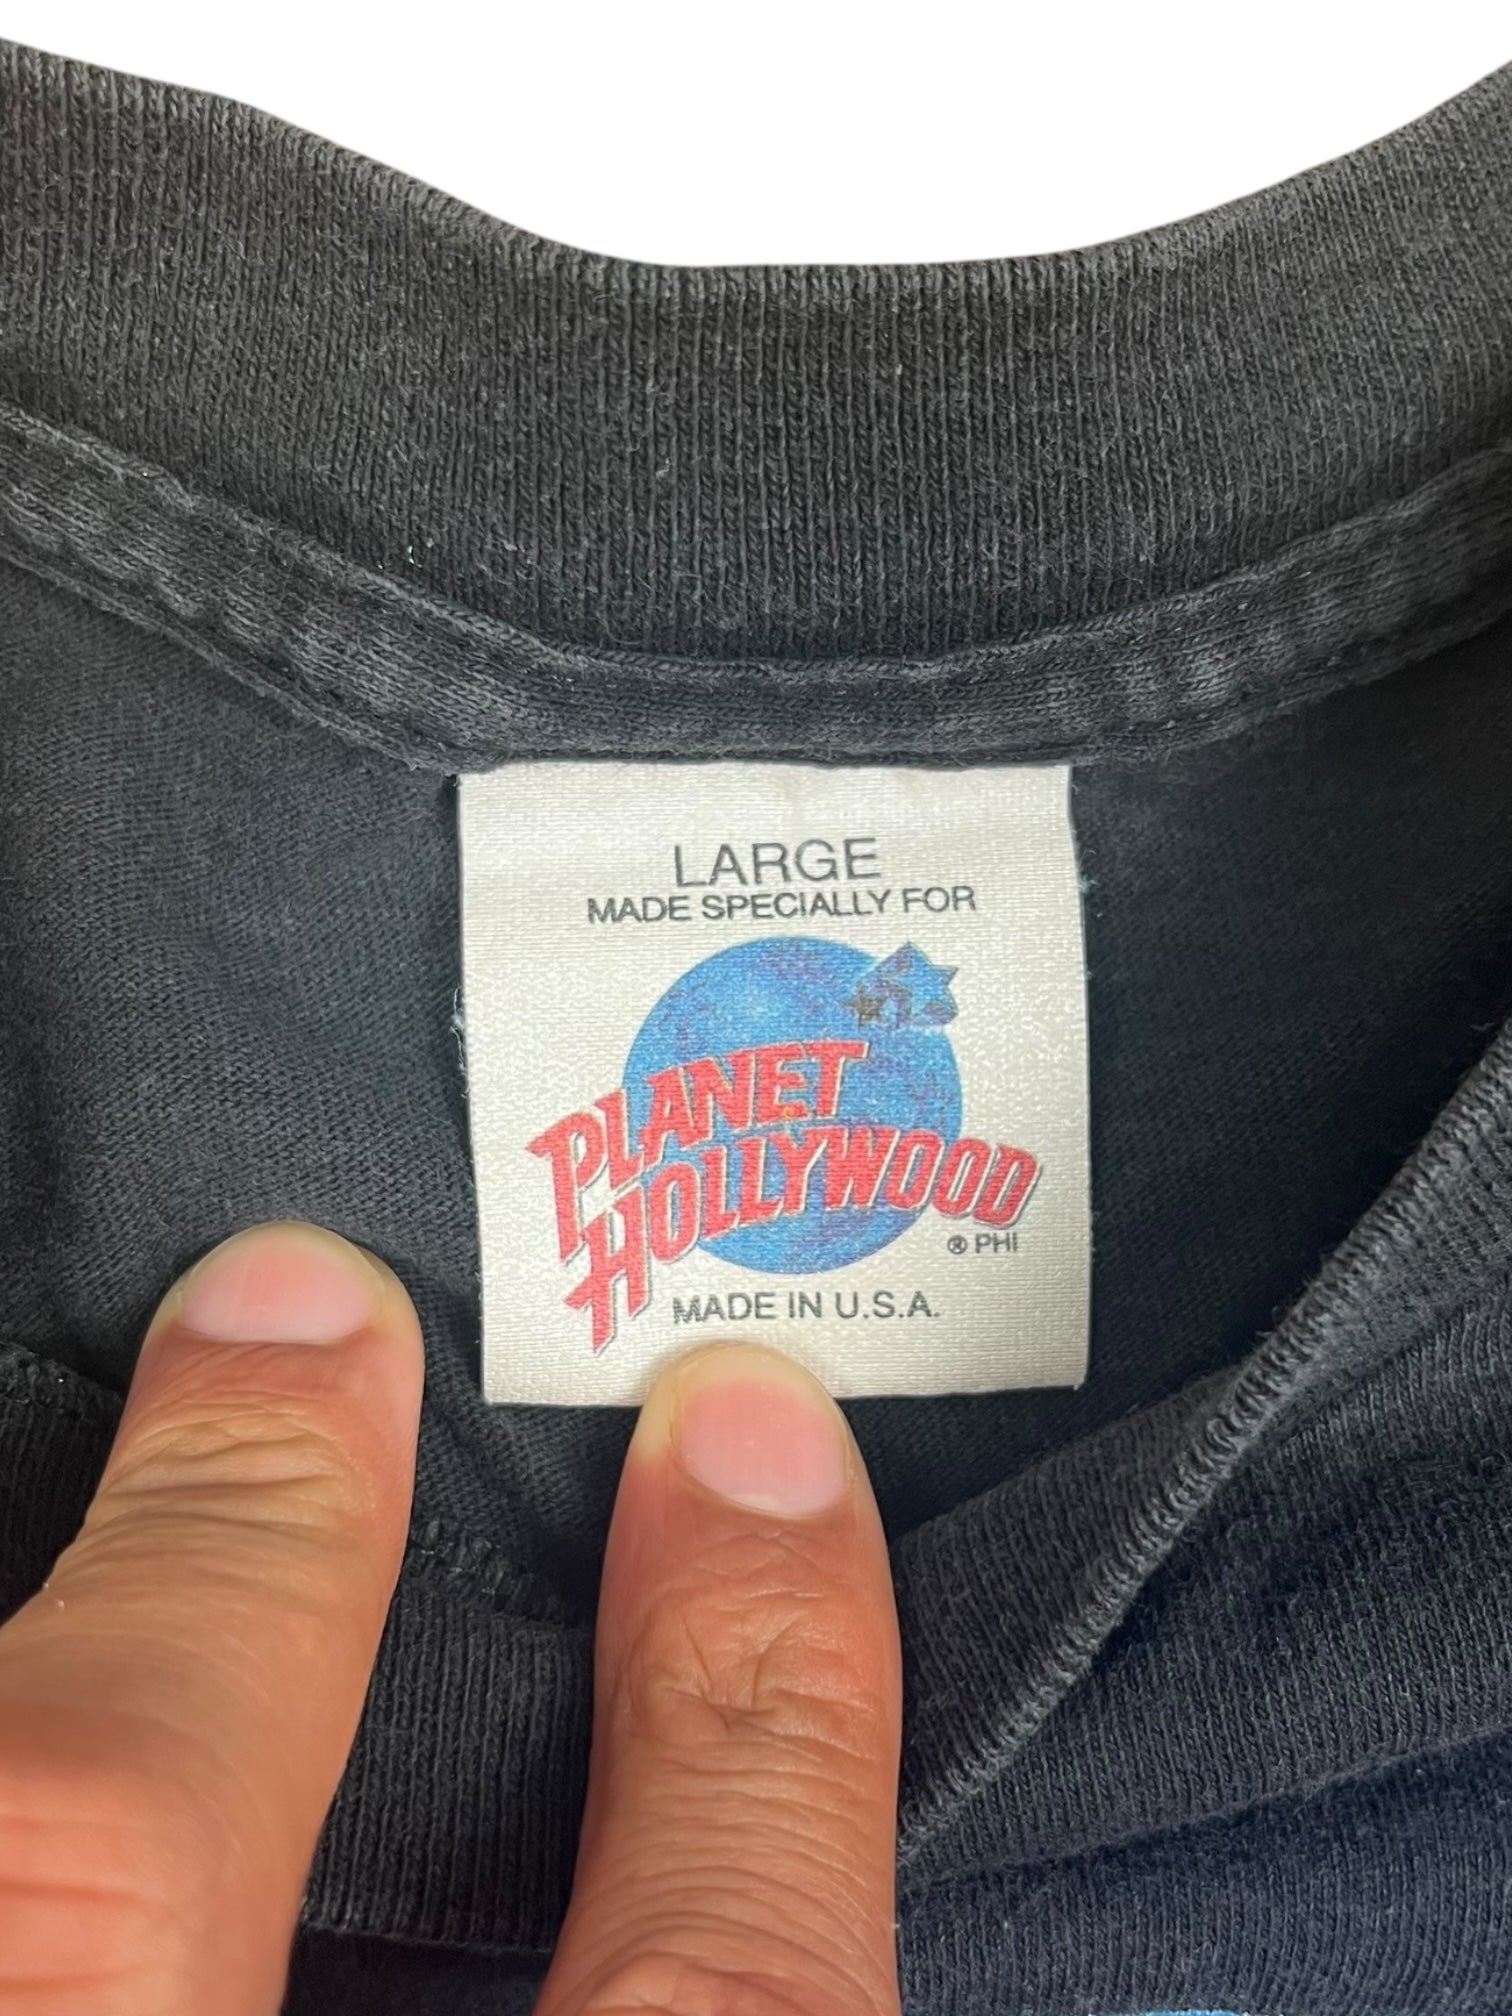 LARGE
MADE SPECIALLY FOR
PLANET
HOLLYWOOD
® PHI
MADE IN U.S.A.